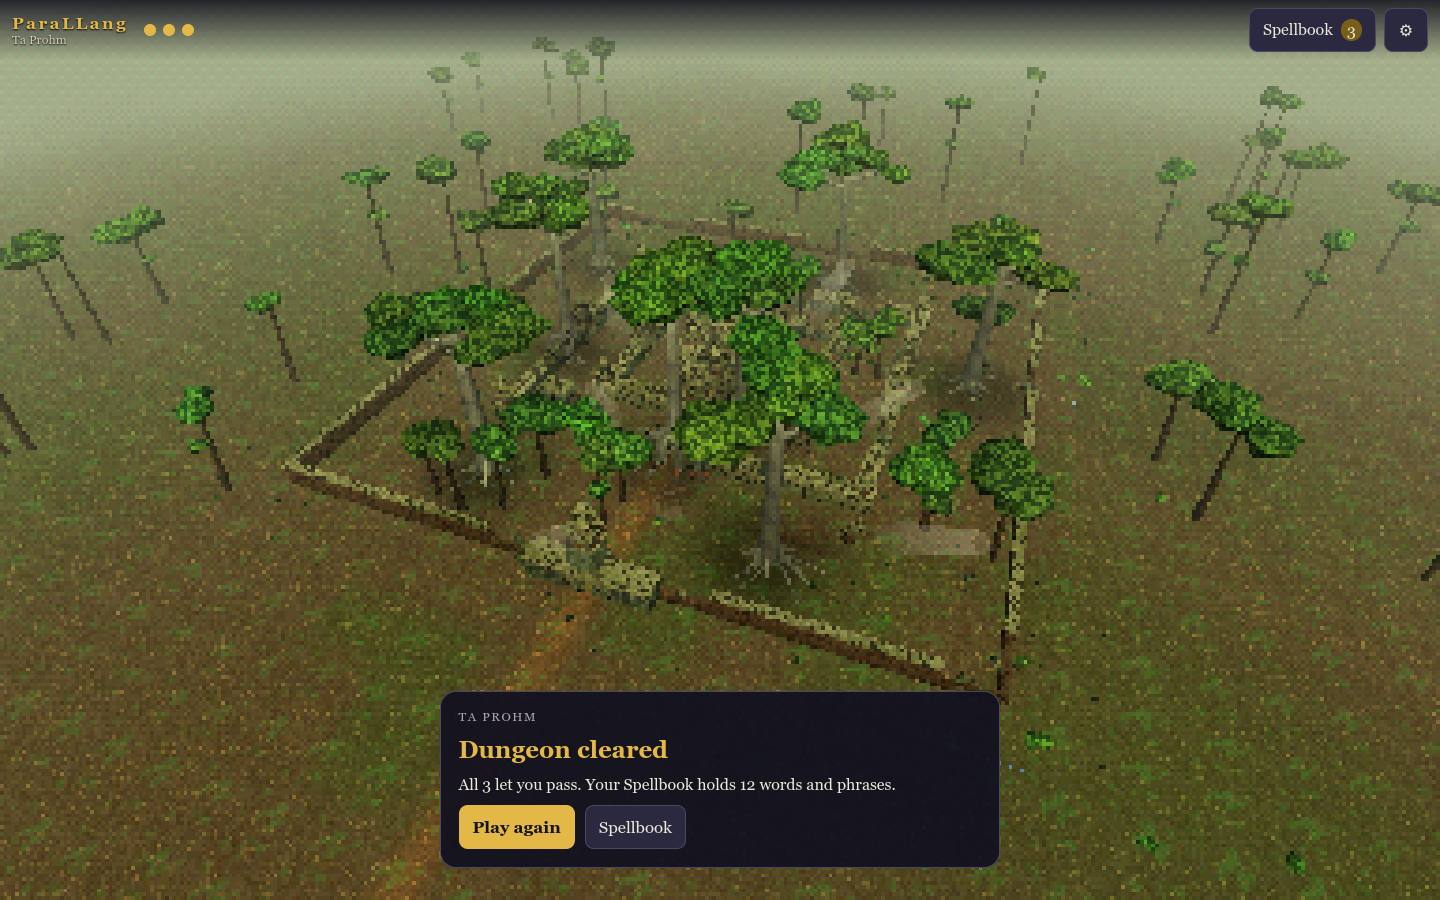 ParaLLang
Ta Prohm
Spellbook 3
TA PROHM
Dungeon cleared
All 3 let you pass. Your Spellbook holds 12 words and phrases.
Play again
Spellbook